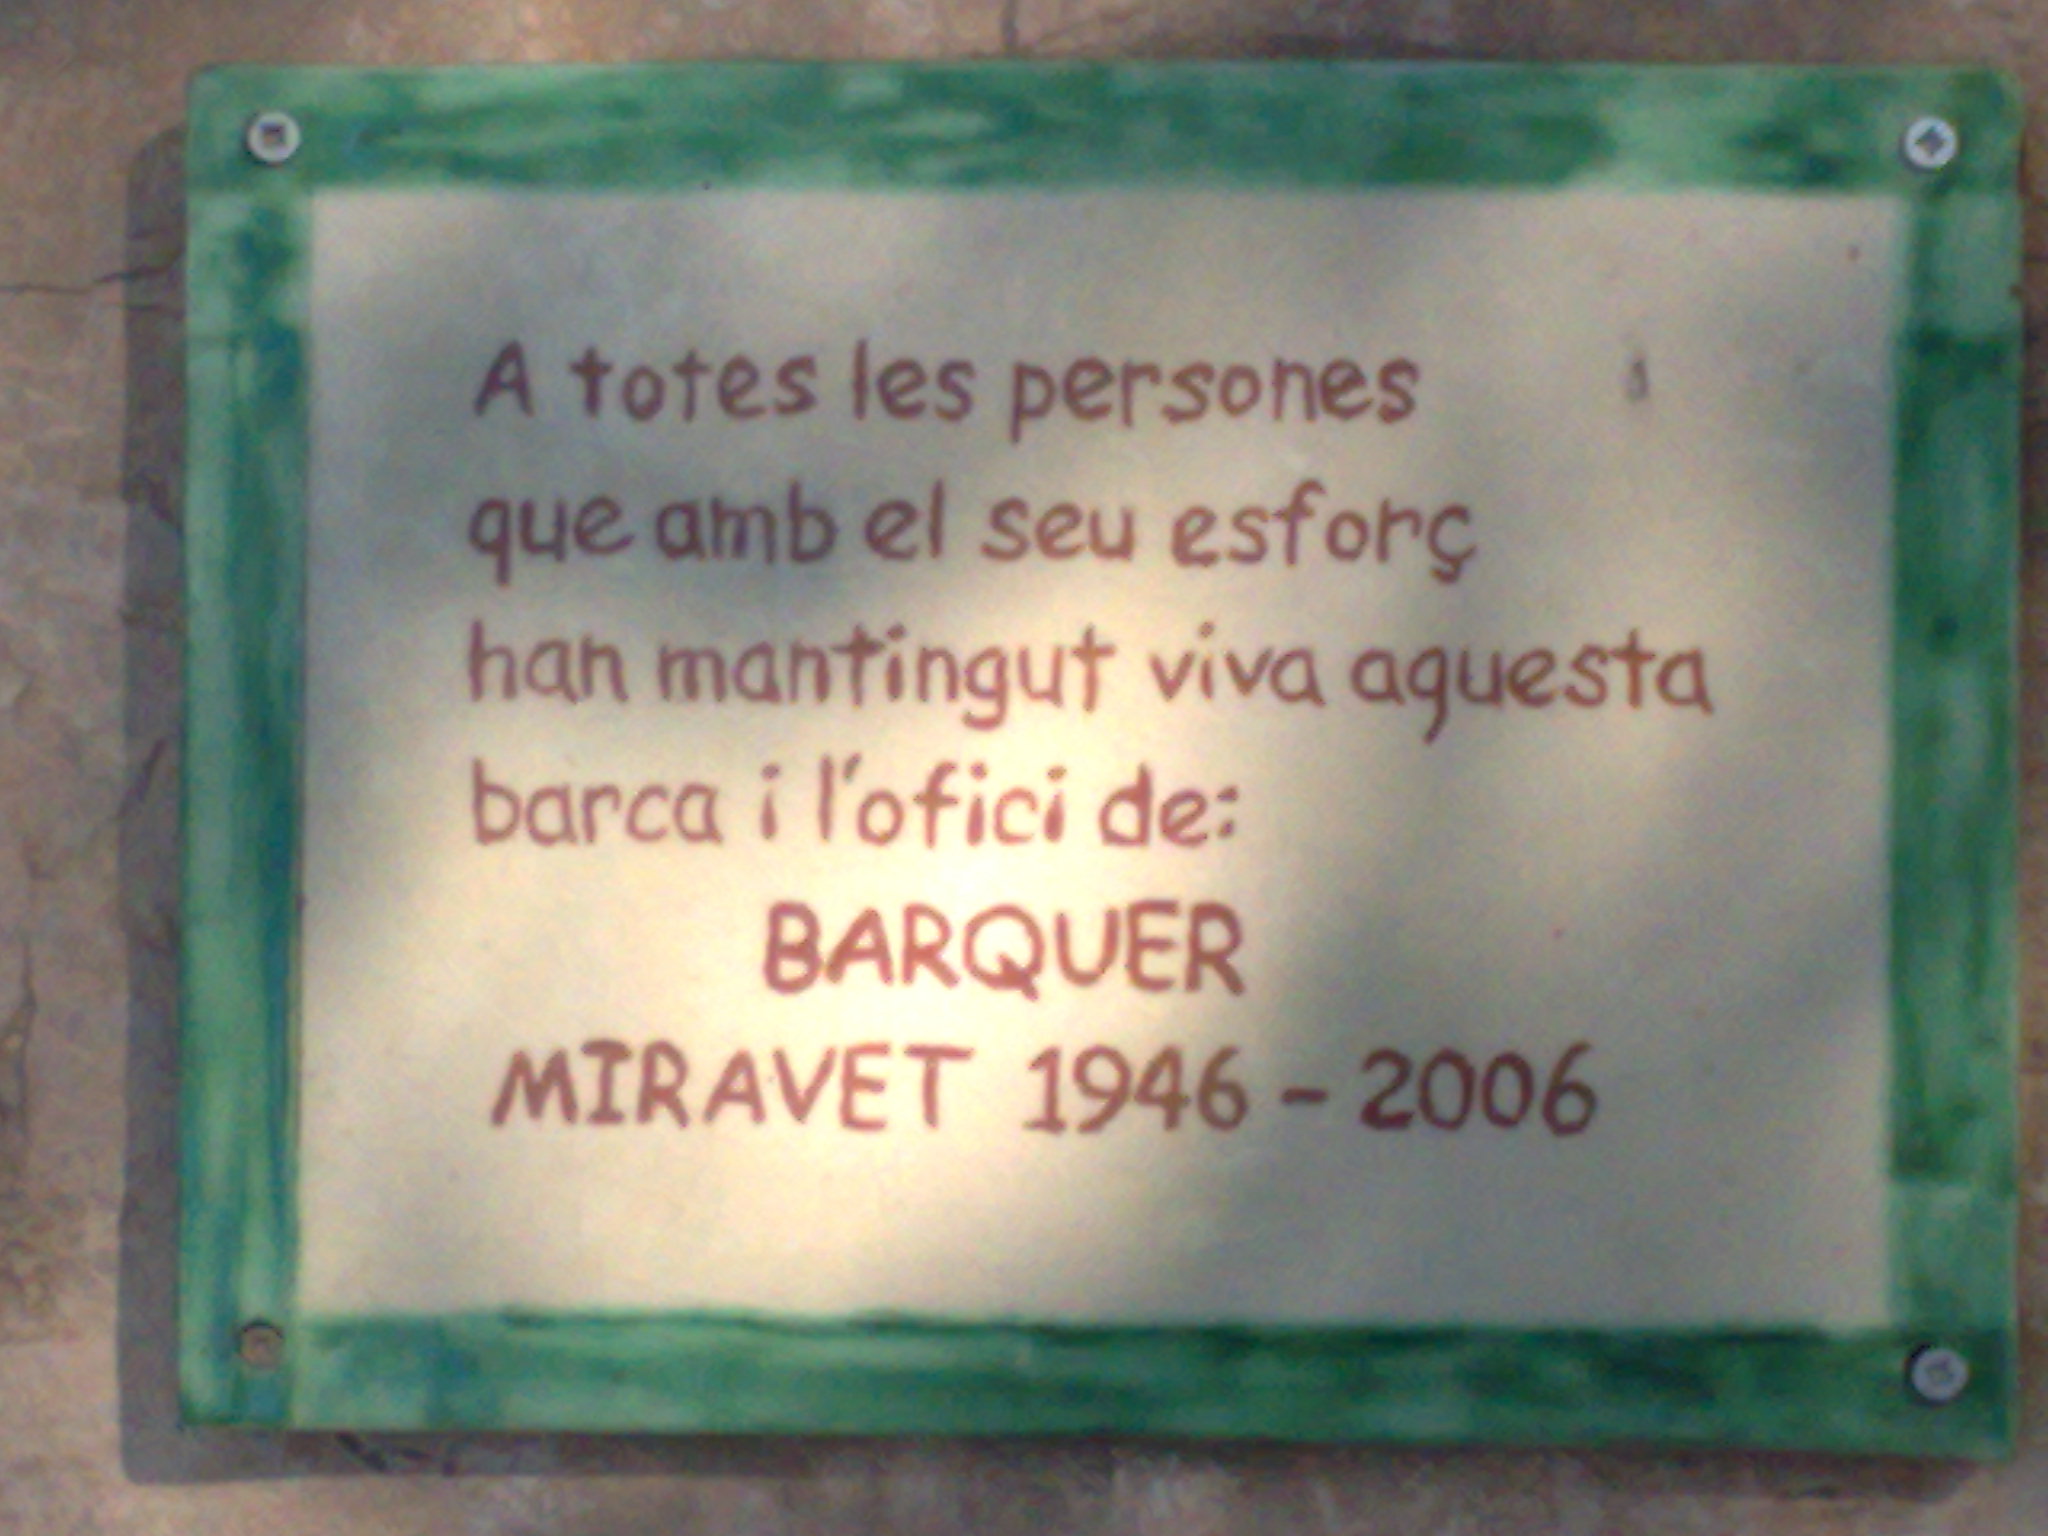 A totes les persones
que amb el seu esforç
han mantingut viva aquesta
barca i l'ofici de:
BARQUER
MIRAVET 1946 - 2006